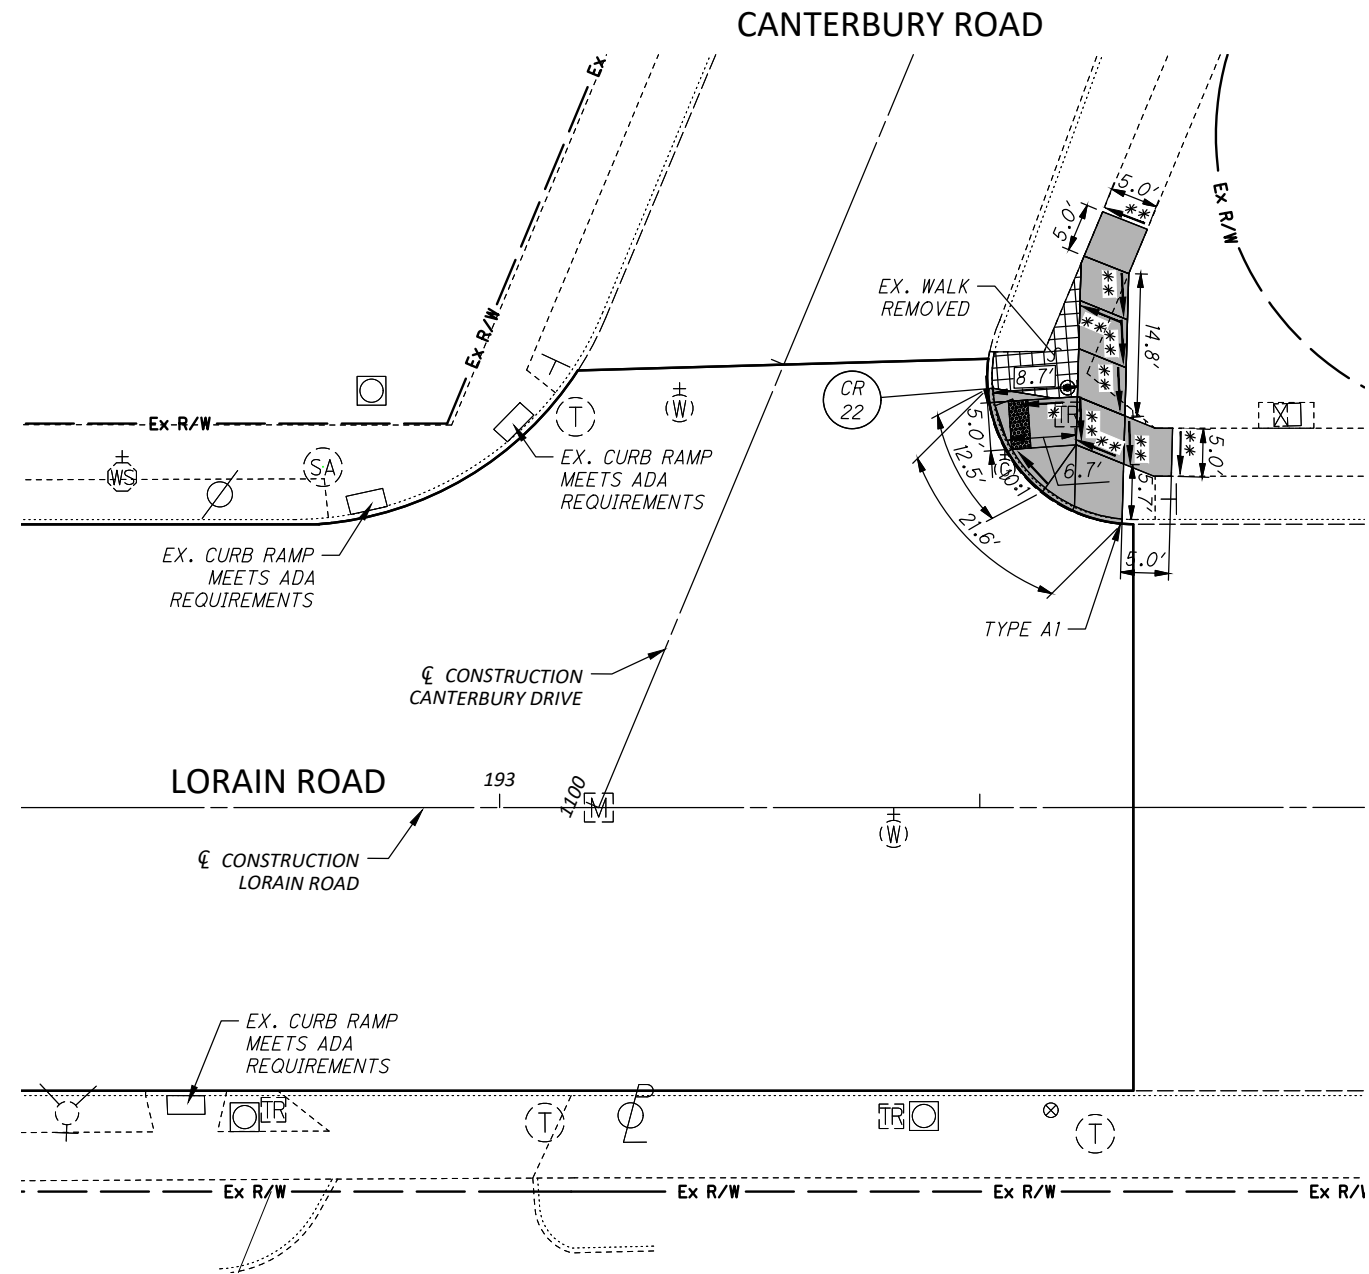 CANTERBURY ROAD
Ex
Ex R/W
Ex R/W
Ex R/W
5.0'
**
5.0'
**
EX. WALK
REMOVED
****
14.8'
**
8.7'
CR
22
5.0'
*
TR
****
**
**
5.0'
12.5'
10:1
6.7'
5.7'
21.6'
5.0'
TYPE A1
T
W
WS
SA
EX. CURB RAMP
MEETS ADA
REQUIREMENTS
EX. CURB RAMP
MEETS ADA
REQUIREMENTS
℄ CONSTRUCTION
CANTERBURY DRIVE
LORAIN ROAD
193
1100
M
W
℄ CONSTRUCTION
LORAIN ROAD
EX. CURB RAMP
MEETS ADA
REQUIREMENTS
TR
T
TR
T
Ex R/W
Ex R/W
Ex R/W
Ex R/W